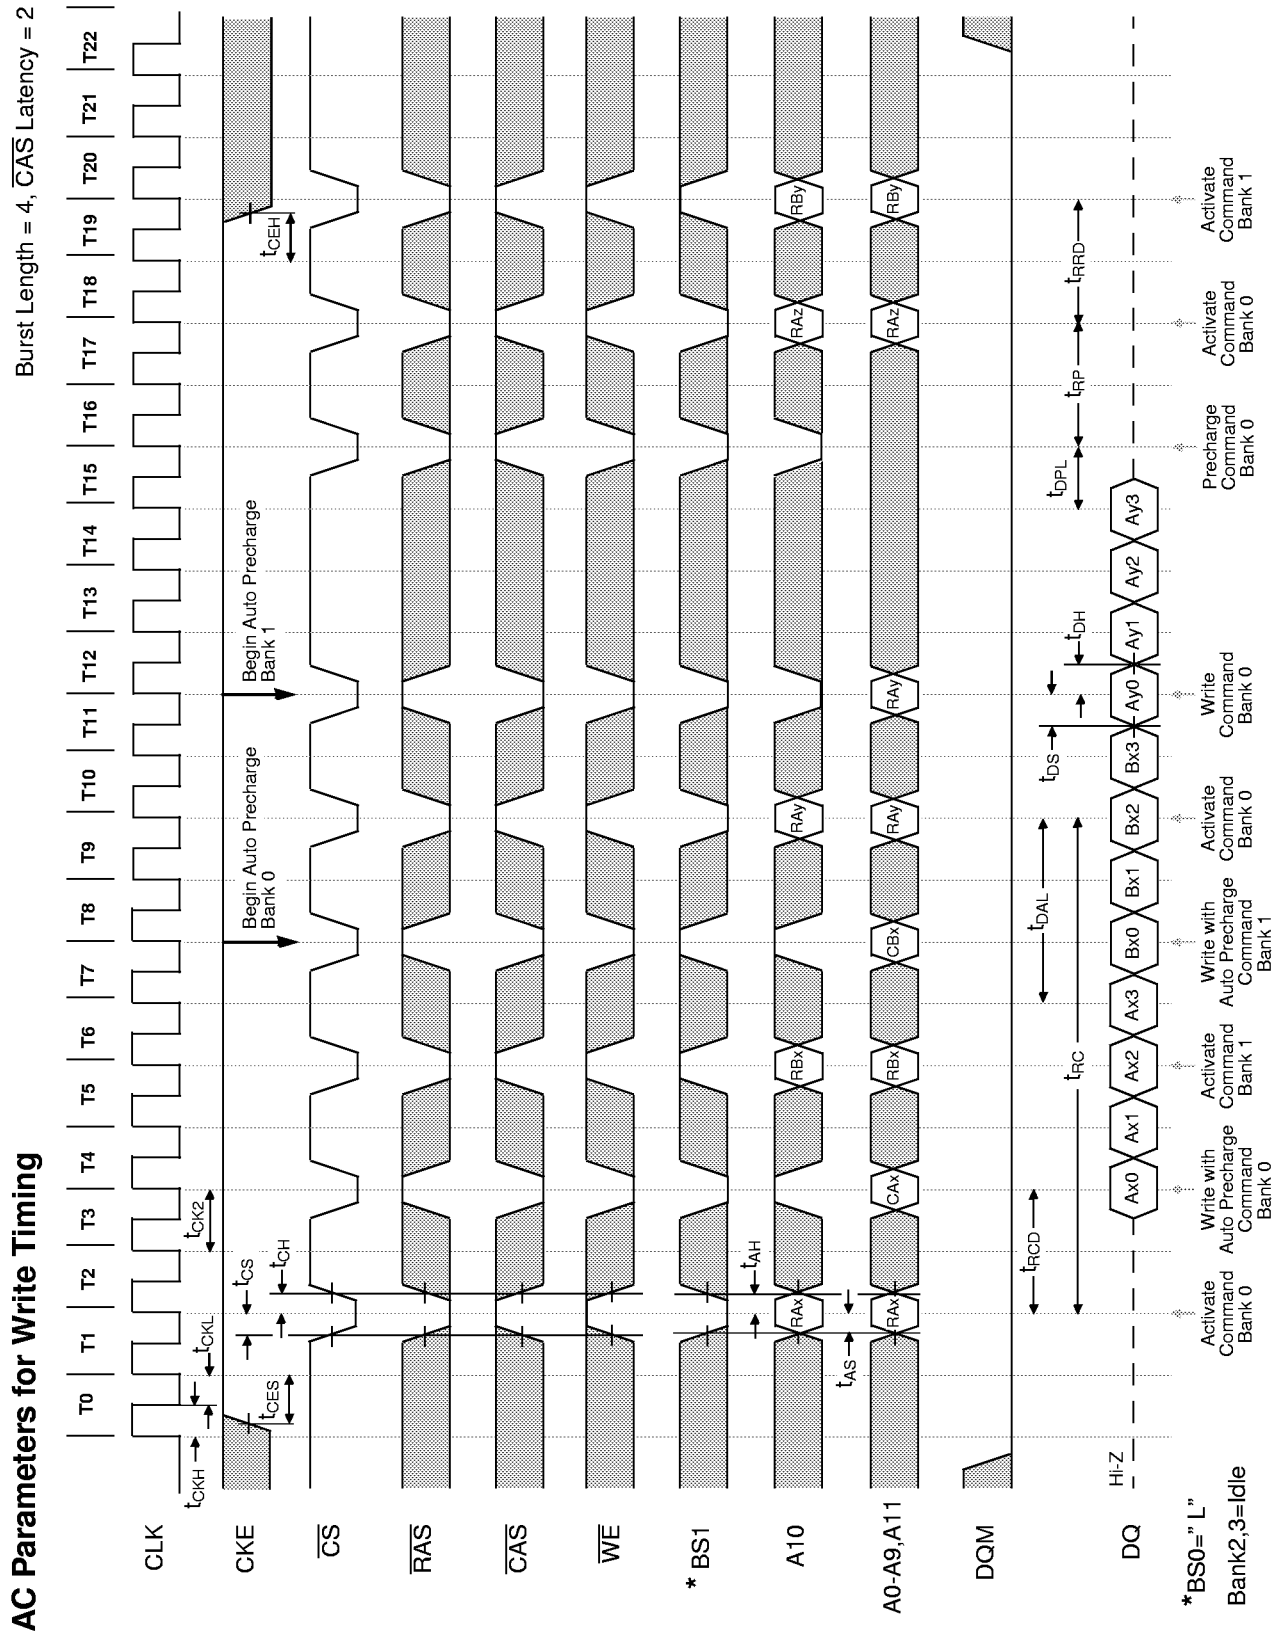 AC Parameters for Write Timing
Burst Length = 4, CAS Latency = 2
T0 T1 T2 T3 T4 T5 T6 T7 T8 T9 T10 T11 T12 T13 T14 T15 T16 T17 T18 T19 T20 T21 T22
CLK
tCKH
tCKL
tCK2
CKE
tCES
tCS
tCH
Begin Auto Precharge
Bank 0
Begin Auto Precharge
Bank 1
tCEH
CS
RAS
CAS
WE
* BS1
tAH
A10
RAx RBx RAy RAz RBy
tAS
A0-A9,A11
RAx CAx RBx CBx RAy RAy RAz RBy
DQM
tRCD
tDAL
tRC
tDS
tDH
tDPL
tRP
tRRD
DQ
Hi-Z
Ax0 Ax1 Ax2 Ax3 Bx0 Bx1 Bx2 Bx3 Ay0 Ay1 Ay2 Ay3
Activate
Command
Bank 0
Write with
Auto Precharge
Command
Bank 0
Activate
Command
Bank 1
Write with
Auto Precharge
Command
Bank 1
Activate
Command
Bank 0
Write
Command
Bank 0
Precharge
Command
Bank 0
Activate
Command
Bank 0
Activate
Command
Bank 1
*BS0=” L”
Bank2,3=Idle